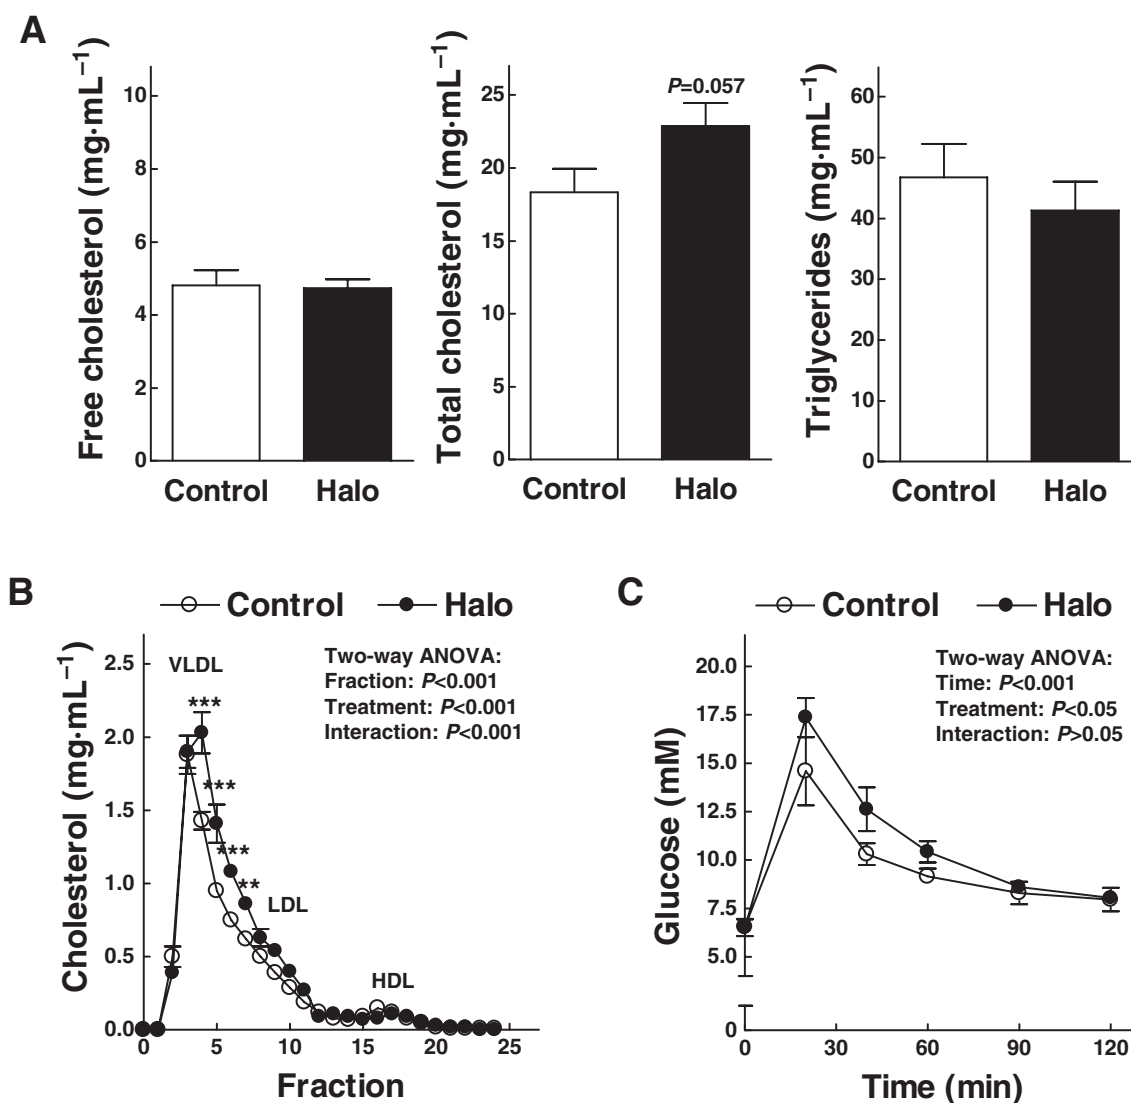 A
Free cholesterol (mg·mL−1)
10
8
6
4
2
0
Control Halo
Total cholesterol (mg·mL−1)
25
20
15
10
5
0
P=0.057
Control Halo
Triglycerides (mg·mL−1)
60
50
40
30
20
10
0
Control Halo
B
Control Halo
Cholesterol (mg·mL−1)
2.5
2.0
1.5
1.0
0.5
0.0
VLDL
***
***
***
**
LDL
HDL
Two-way ANOVA:
Fraction: P<0.001
Treatment: P<0.001
Interaction: P<0.001
0 5 10 15 20 25
Fraction
C
Control Halo
Glucose (mM)
20.0
17.5
15.0
12.5
10.0
7.5
5.0
0
Two-way ANOVA:
Time: P<0.001
Treatment: P<0.05
Interaction: P>0.05
0 30 60 90 120
Time (min)